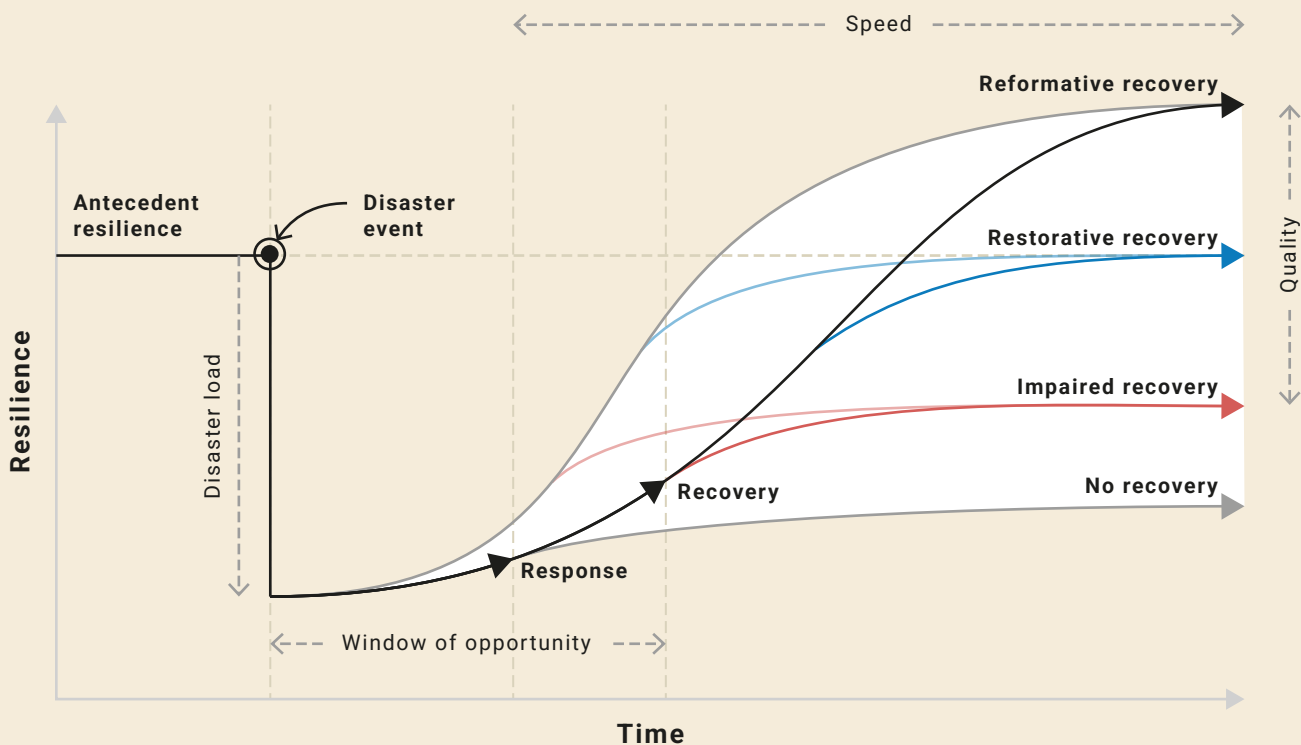 Speed
Reformative recovery
Antecedent
resilience
Disaster
event
Restorative recovery
Quality
Resilience
Disaster load
Impaired recovery
Recovery
No recovery
Response
Window of opportunity
Time